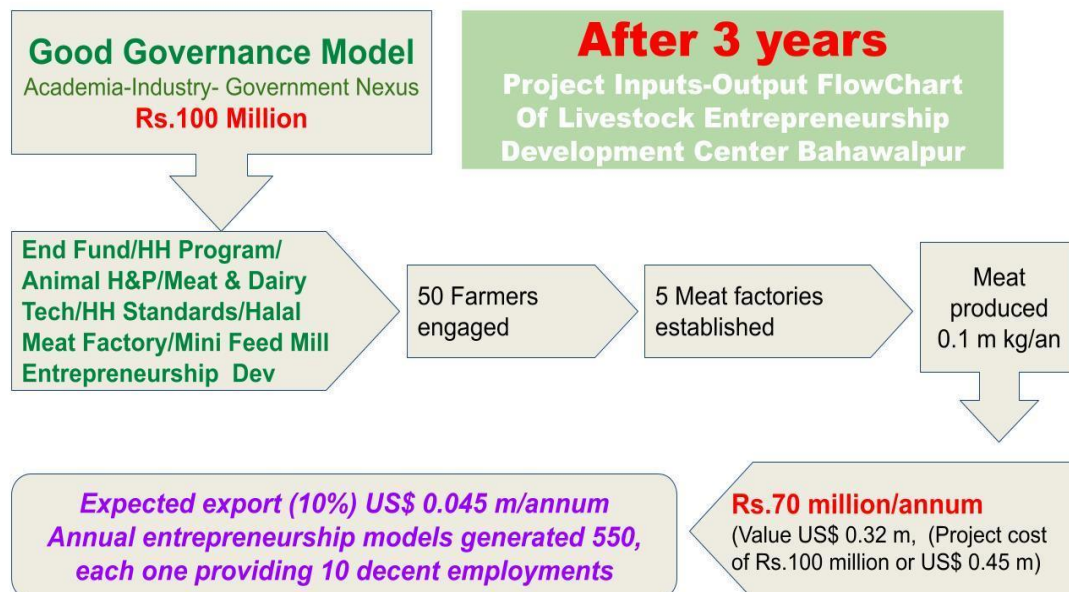 Good Governance Model
Academia-Industry- Government Nexus
Rs.100 Million
After 3 years
Project Inputs-Output FlowChart
Of Livestock Entrepreneurship
Development Center Bahawalpur
End Fund/HH Program/
Animal H&P/Meat & Dairy
Tech/HH Standards/Halal
Meat Factory/Mini Feed Mill
Entrepreneurship Dev
50 Farmers
engaged
5 Meat factories
established
Meat
produced
0.1 m kg/an
Rs.70 million/annum
(Value US$ 0.32 m, (Project cost
of Rs.100 million or US$ 0.45 m)
Expected export (10%) US$ 0.045 m/annum
Annual entrepreneurship models generated 550,
each one providing 10 decent employments